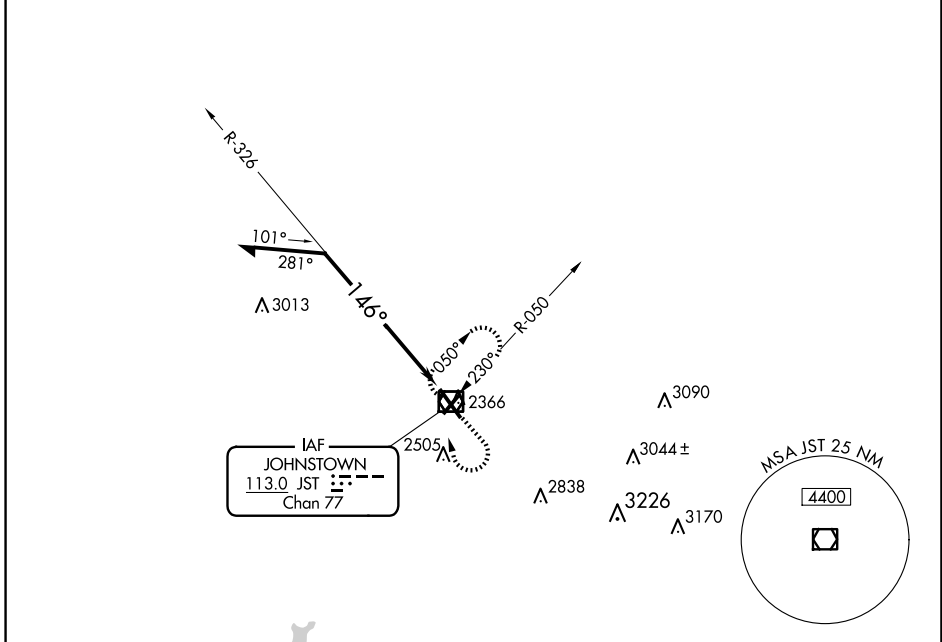 R-326
101°
281°
3013
146°
R-050
050°
230°
2366
3090
2505
IAF
JOHNSTOWN
113.0 JST
Chan 77
3044±
MSA JST 25 NM
2838
4400
3226
3170